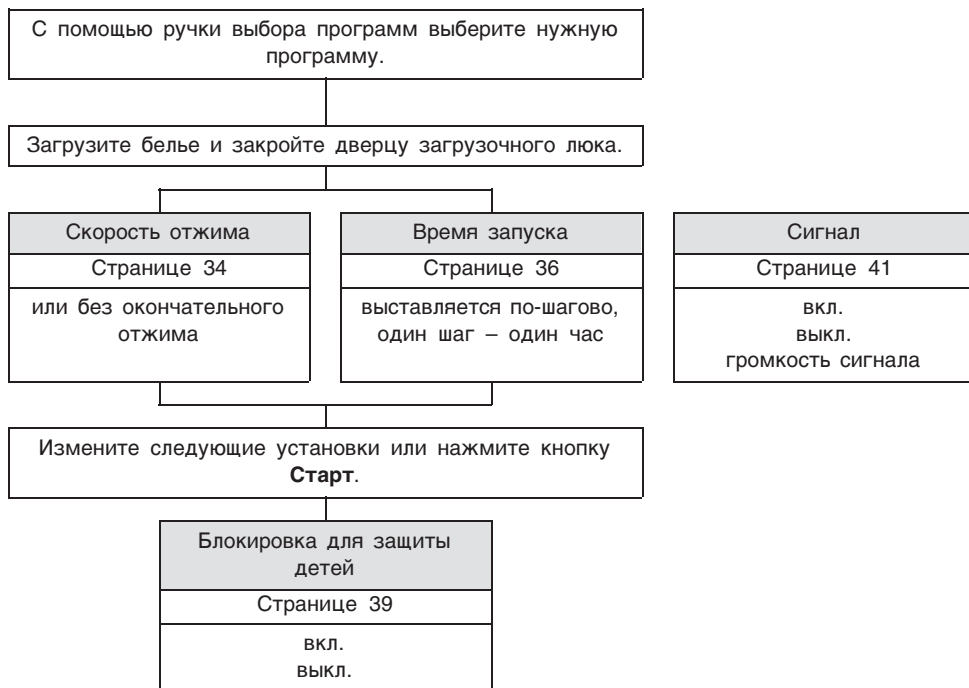 С помощью ручки выбора программ выберите нужную
программу.
Загрузите белье и закройте дверцу загрузочного люка.
Скорость отжима
Странице 34
или без окончательного
отжима
Время запуска
Странице 36
выставляется по-шагово,
один шаг – один час
Сигнал
Странице 41
вкл.
выкл.
громкость сигнала
Измените следующие установки или нажмите кнопку
Старт.
Блокировка для защиты
детей
Странице 39
вкл.
выкл.